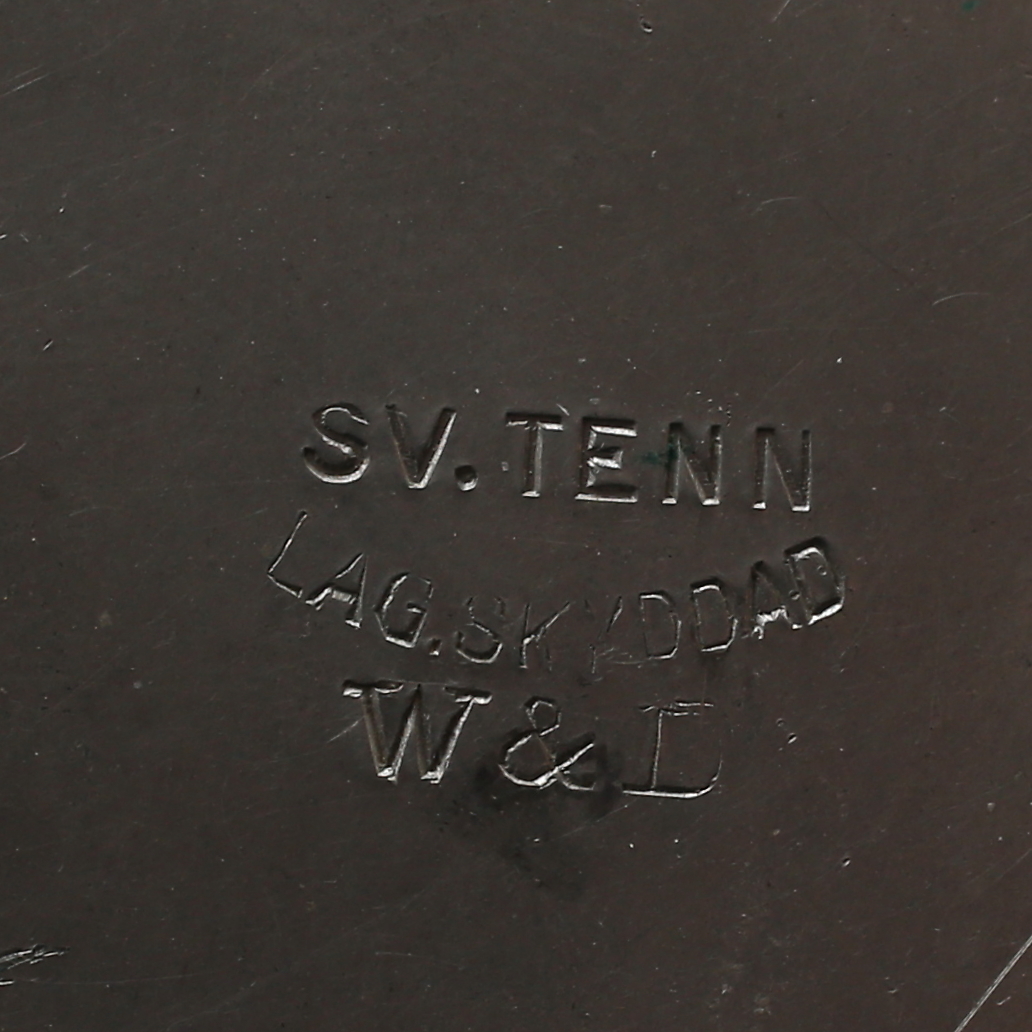 SV. TENN
LAG. SKYDDAD
W & D